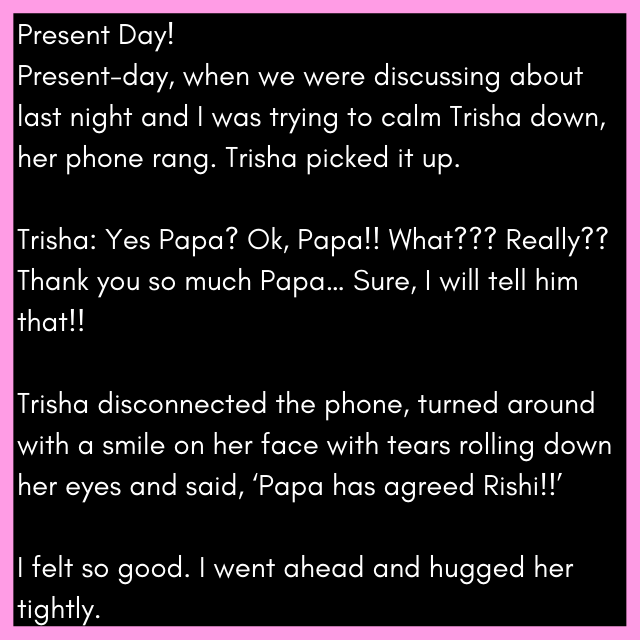 Present Day!
Present-day, when we were discussing about
last night and I was trying to calm Trisha down,
her phone rang. Trisha picked it up.
Trisha: Yes Papa? Ok, Papa!! What??? Really??
Thank you so much Papa... Sure, I will tell him
that!!
Trisha disconnected the phone, turned around
with a smile on her face with tears rolling down
her eyes and said, ‘Papa has agreed Rishi!!’
I felt so good. I went ahead and hugged her
tightly.